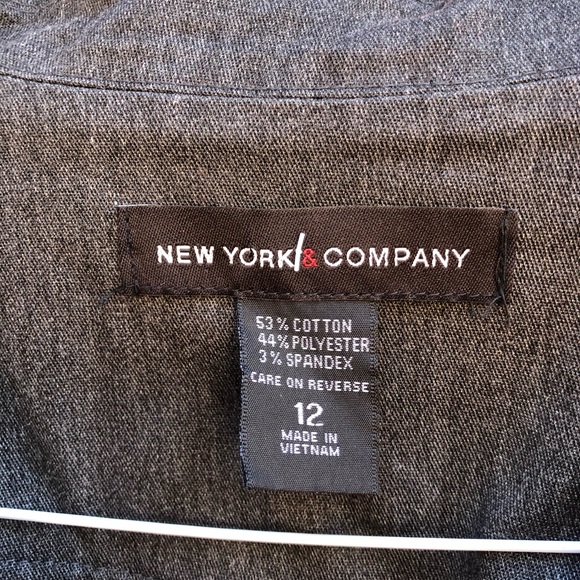 NEW YORK & COMPANY
53% COTTON
44% POLYESTER
3% SPANDEX
CARE ON REVERSE
12
MADE IN
VIETNAM